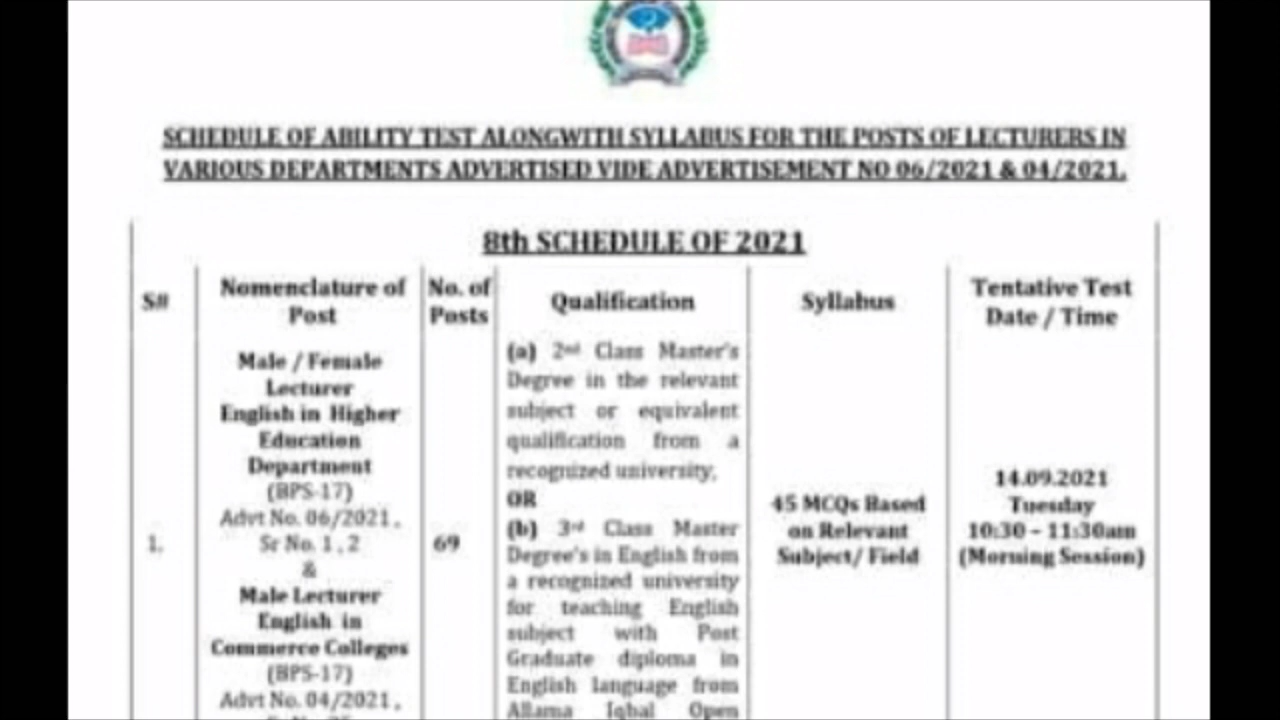 SCHEDULE OF ABILITY TEST ALONGWITH SYLLABUS FOR THE POSTS OF LECTURERS IN
VARIOUS DEPARTMENTS ADVERTISED VIDE ADVERTISEMENT NO 06/2021 & 04/2021.
8th SCHEDULE OF 2021
S#
Nomenclature of
Post
No. of
Posts
Qualification
Syllabus
Tentative Test
Date / Time
1.
Male / Female
Lecturer
English in Higher
Education
Department
(BPS-17)
Advt No. 06/2021,
Sr No. 1, 2
&
Male Lecturer
English in
Commerce Colleges
(BPS-17)
Advt No. 04/2021,
69
(a) 2nd Class Master's
Degree in the relevant
subject or equivalent
qualification from a
recognized university,
OR
(b) 3rd Class Master
Degree's in English from
a recognized university
for teaching English
subject with Post
Graduate diploma in
English language from
Allama Iqbal Open
45 MCQs Based
on Relevant
Subject/ Field
14.09.2021
Tuesday
10:30 – 11:30am
(Morning Session)